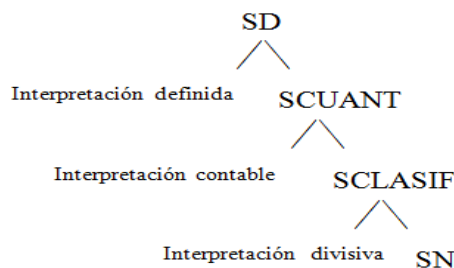 SD
Interpretación definida
SCUANT
Interpretación contable
SCLASIF
Interpretación divisiva
SN